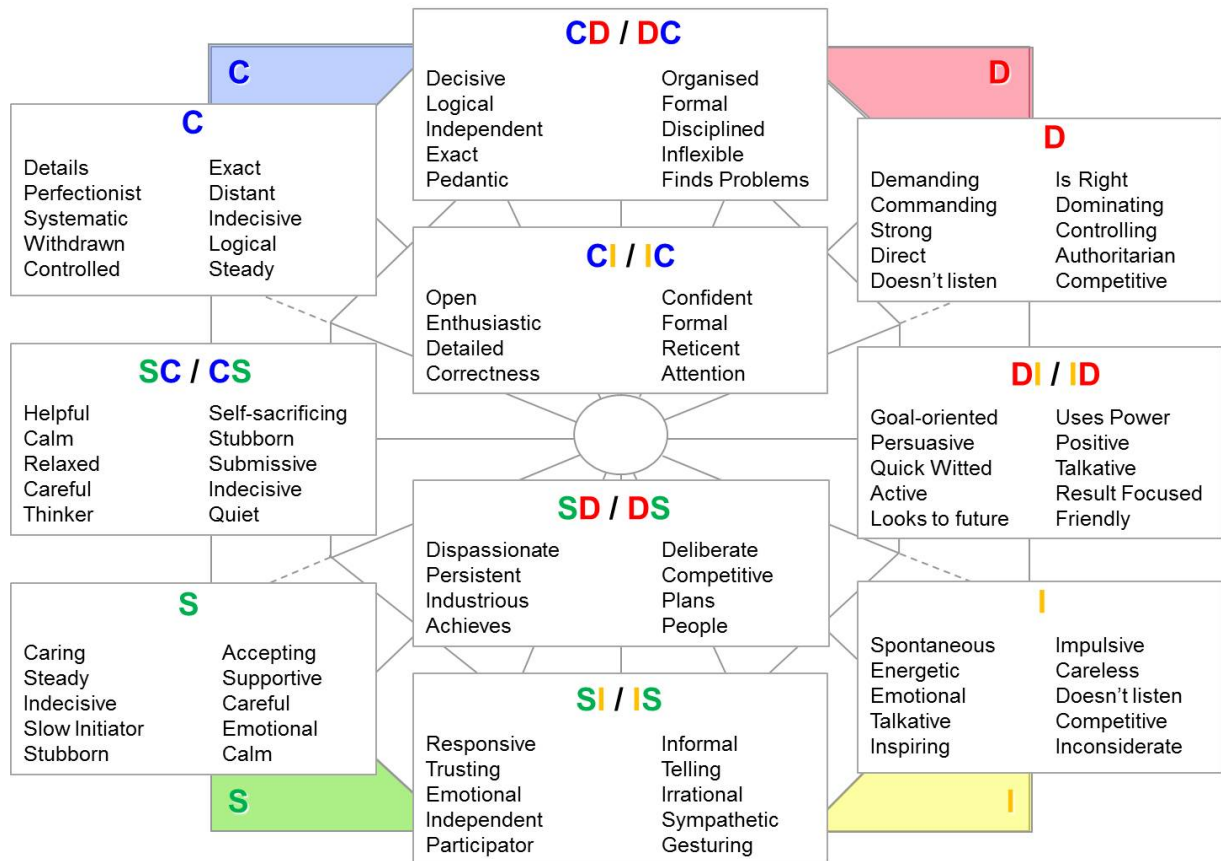 C
D
CD / DC
Decisive Organised
Logical Formal
Independent Disciplined
Exact Inflexible
Pedantic Finds Problems
C
Details Exact
Perfectionist Distant
Systematic Indecisive
Withdrawn Logical
Controlled Steady
D
Demanding Is Right
Commanding Dominating
Strong Controlling
Direct Authoritarian
Doesn't listen Competitive
CI / IC
Open Confident
Enthusiastic Formal
Detailed Reticent
Correctness Attention
SC / CS
Helpful Self-sacrificing
Calm Stubborn
Relaxed Submissive
Careful Indecisive
Thinker Quiet
DI / ID
Goal-oriented Uses Power
Persuasive Positive
Quick Witted Talkative
Active Result Focused
Looks to future Friendly
SD / DS
Dispassionate Deliberate
Persistent Competitive
Industrious Plans
Achieves People
S
Caring Accepting
Steady Supportive
Indecisive Careful
Slow Initiator Emotional
Stubborn Calm
I
Spontaneous Impulsive
Energetic Careless
Emotional Doesn't listen
Talkative Competitive
Inspiring Inconsiderate
SI / IS
Responsive Informal
Trusting Telling
Emotional Irrational
Independent Sympathetic
Participator Gesturing
S
I